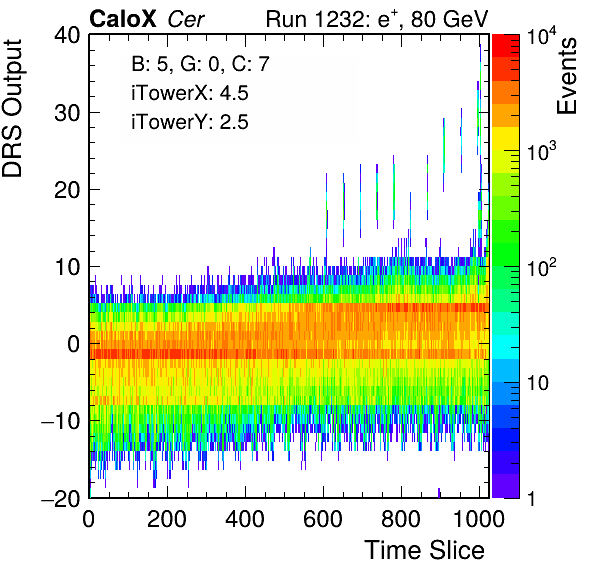 CaloX Cer Run 1232: e+, 80 GeV
B: 5, G: 0, C: 7
iTowerX: 4.5
iTowerY: 2.5
DRS Output
40
30
20
10
0
−10
−20
0 200 400 600 800 1000
Time Slice
Events
10^4
10^3
10^2
10
1